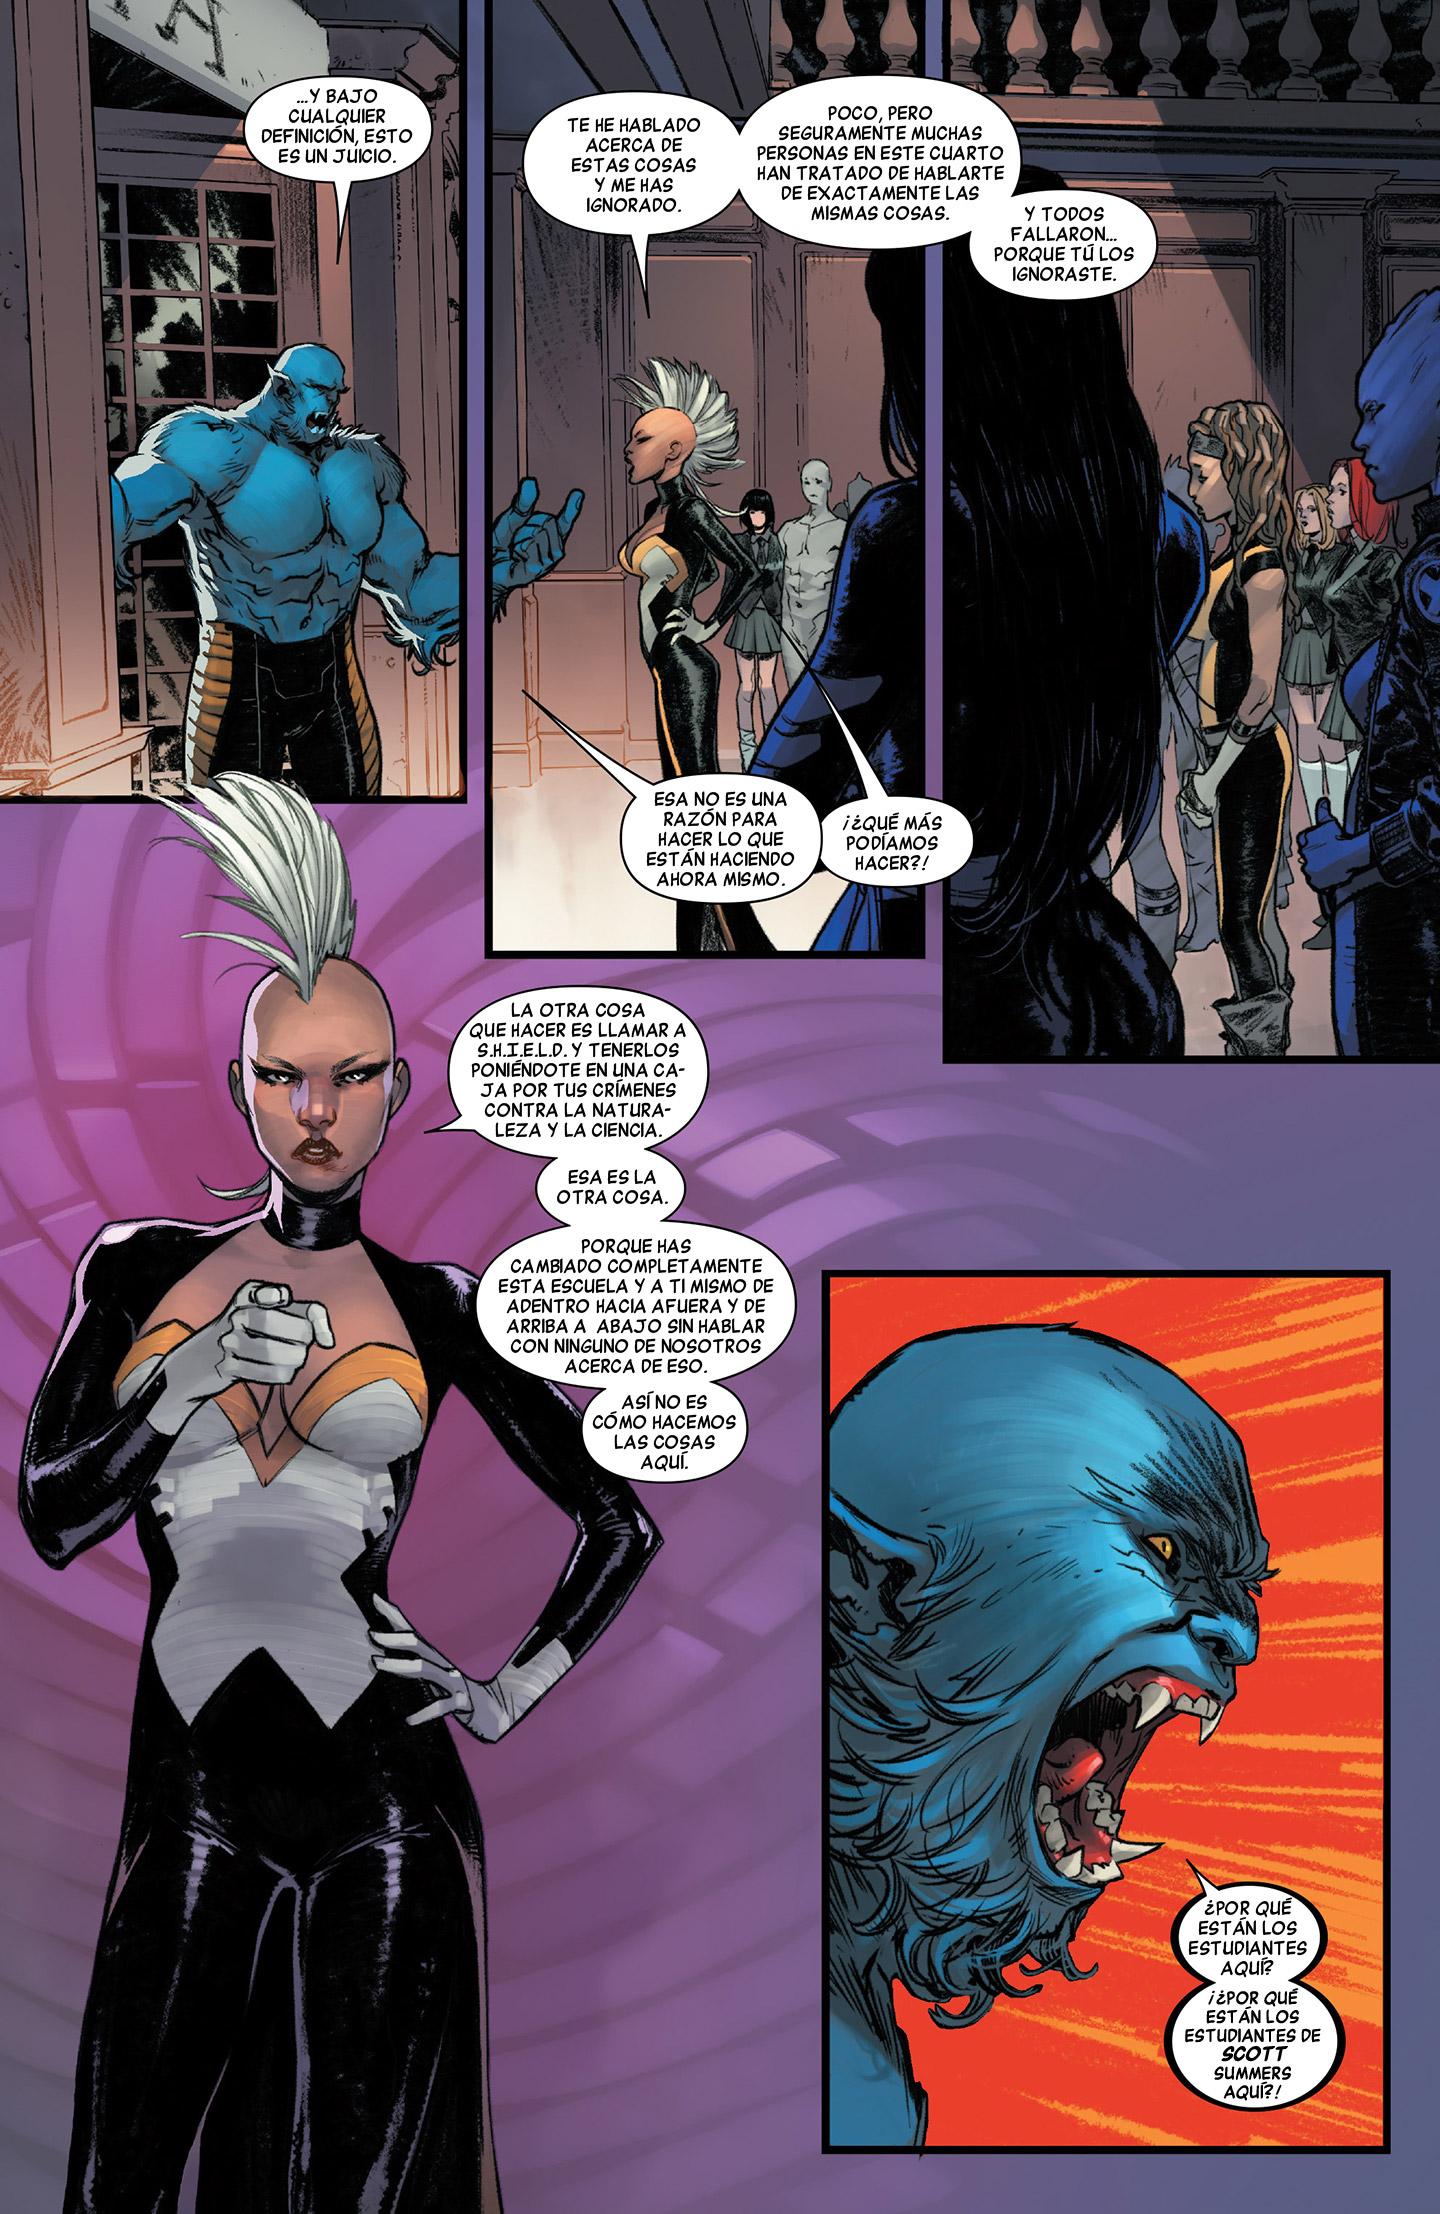 ...Y BAJO
CUALQUIER
DEFINICIÓN, ESTO
ES UN JUICIO.
TE HE HABLADO
ACERCA DE
ESTAS COSAS
Y ME HAS
IGNORADO.
POCO, PERO
SEGURAMENTE MUCHAS
PERSONAS EN ESTE CUARTO
HAN TRATADO DE HABLARTE
DE EXACTAMENTE LAS
MISMAS COSAS.
Y TODOS
FALLARON...
PORQUE TÚ LOS
IGNORASTE.
ESA NO ES UNA
RAZÓN PARA
HACER LO QUE
ESTÁN HACIENDO
AHORA MISMO.
¡¿QUÉ MÁS
PODÍAMOS
HACER?!
LA OTRA COSA
QUE HACER ES LLAMAR A
S.H.I.E.L.D. Y TENERLOS
PONIÉNDOTE EN UNA CA-
JA POR TUS CRÍMENES
CONTRA LA NATURA-
LEZA Y LA CIENCIA.
ESA ES LA
OTRA COSA.
PORQUE HAS
CAMBIADO COMPLETAMENTE
ESTA ESCUELA Y A TI MISMO DE
ADENTRO HACIA AFUERA Y DE
ARRIBA A ABAJO SIN HABLAR
CON NINGUNO DE NOSOTROS
ACERCA DE ESO.
ASÍ NO ES
CÓMO HACEMOS
LAS COSAS
AQUÍ.
¿POR QUÉ
ESTÁN LOS
ESTUDIANTES
AQUÍ?
¡¿POR QUÉ
ESTÁN LOS
ESTUDIANTES DE
SCOTT
SUMMERS
AQUÍ?!